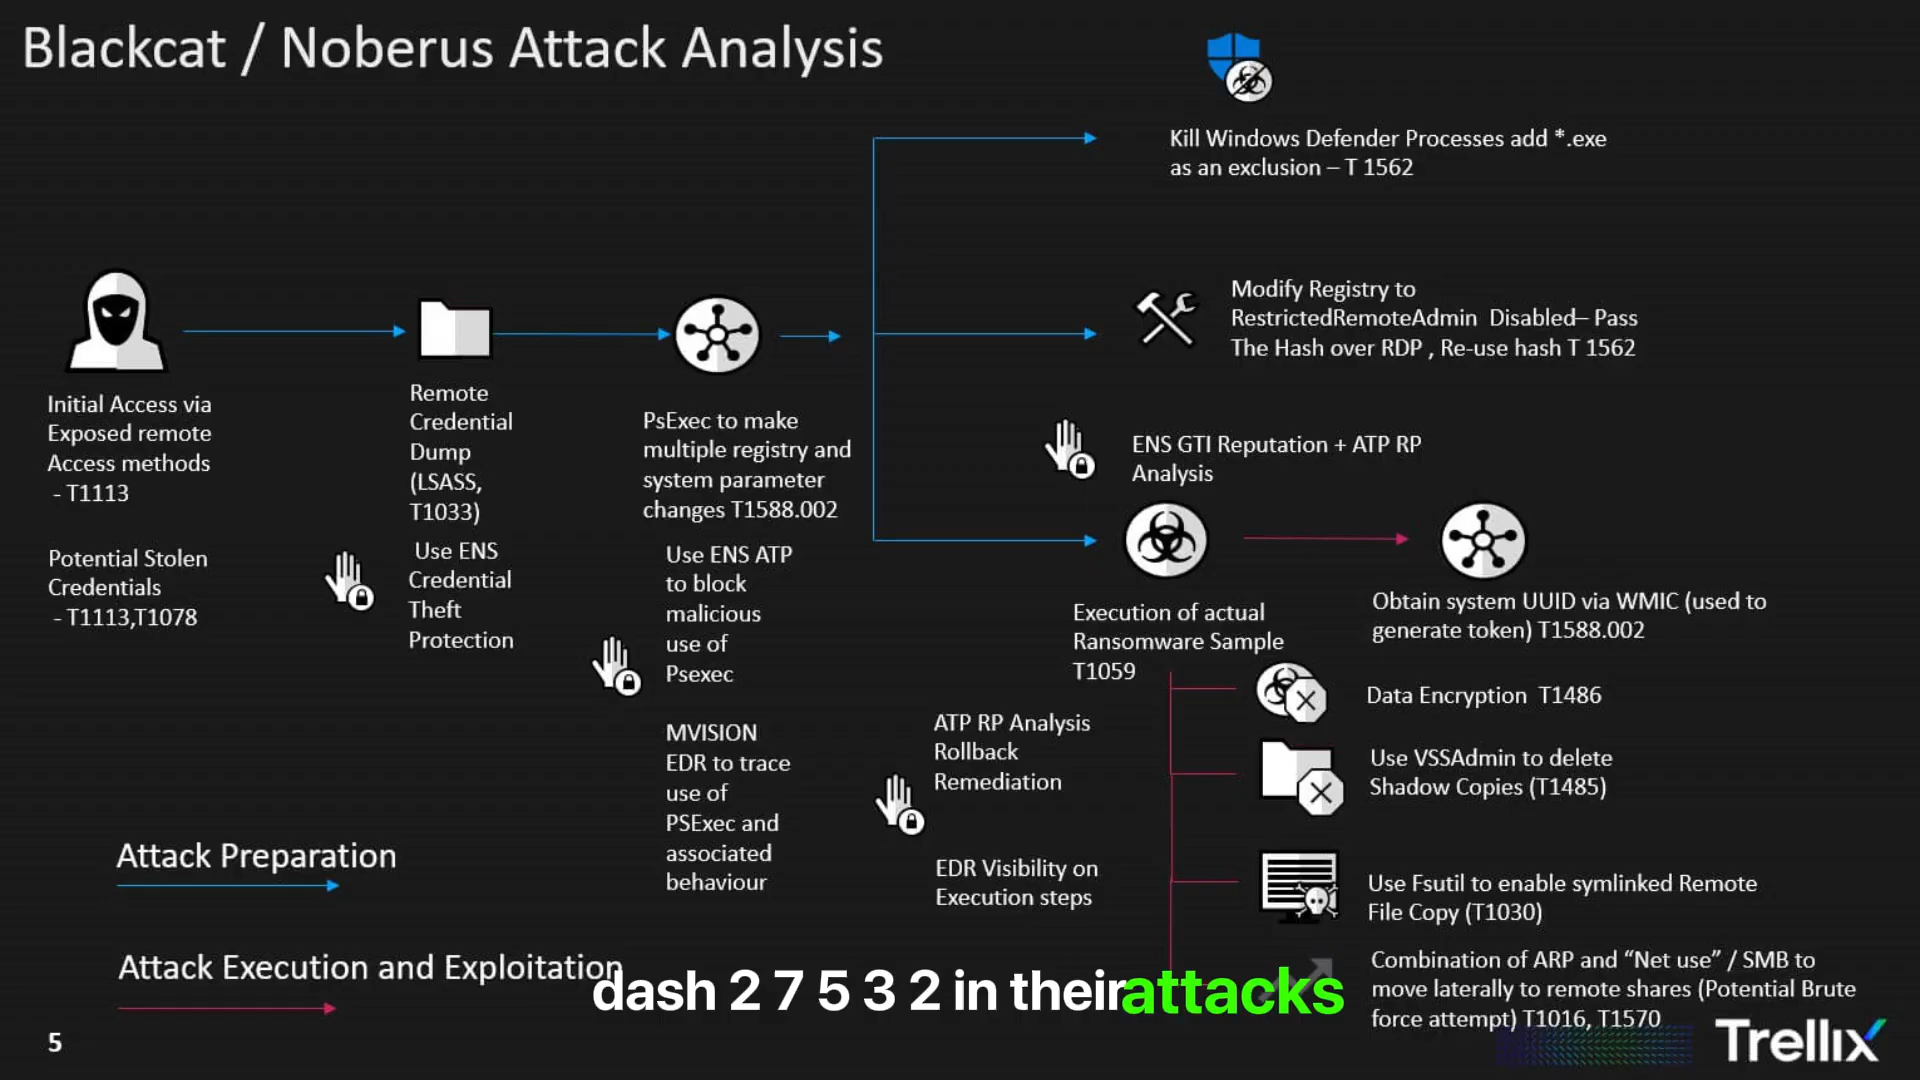 Blackcat / Noberus Attack Analysis
Kill Windows Defender Processes add *.exe
as an exclusion – T 1562
Modify Registry to
RestrictedRemoteAdmin Disabled– Pass
The Hash over RDP , Re-use hash T 1562
Initial Access via
Exposed remote
Access methods
- T1113
Potential Stolen
Credentials
- T1113,T1078
Remote
Credential
Dump
(LSASS,
T1033)
Use ENS
Credential
Theft
Protection
PsExec to make
multiple registry and
system parameter
changes T1588.002
Use ENS ATP
to block
malicious
use of
Psexec
MVISION
EDR to trace
use of
PSExec and
associated
behaviour
ENS GTI Reputation + ATP RP
Analysis
Execution of actual
Ransomware Sample
T1059
Obtain system UUID via WMIC (used to
generate token) T1588.002
ATP RP Analysis
Rollback
Remediation
EDR Visibility on
Execution steps
Data Encryption T1486
Use VSSAdmin to delete
Shadow Copies (T1485)
Use Fsutil to enable symlinked Remote
File Copy (T1030)
Combination of ARP and “Net use” / SMB to
move laterally to remote shares (Potential Brute
force attempt) T1016, T1570
Attack Preparation
Attack Execution and Exploitation
dash 2 7 5 3 2 in their attacks
5
Trellix